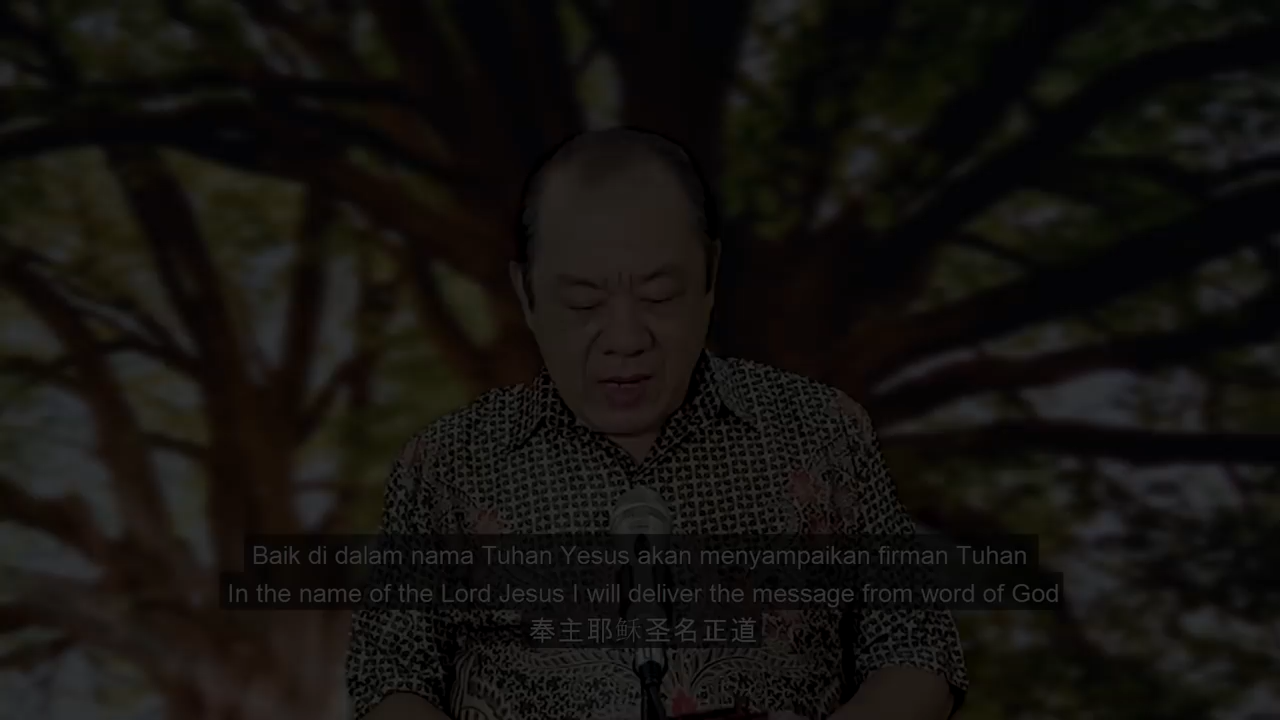 Baik di dalam nama Tuhan Yesus akan menyampaikan firman Tuhan
In the name of the Lord Jesus I will deliver the message from word of God
奉主耶稣圣名正道